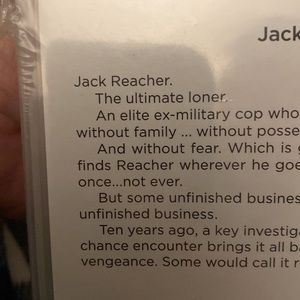 Jack
Jack Reacher.
The ultimate loner.
An elite ex-military cop who
without family ... without posse
And without fear. Which is g
finds Reacher wherever he goe
once...not ever.
But some unfinished busines
unfinished business.
Ten years ago, a key investiga
chance encounter brings it all ba
vengeance. Some would call it r